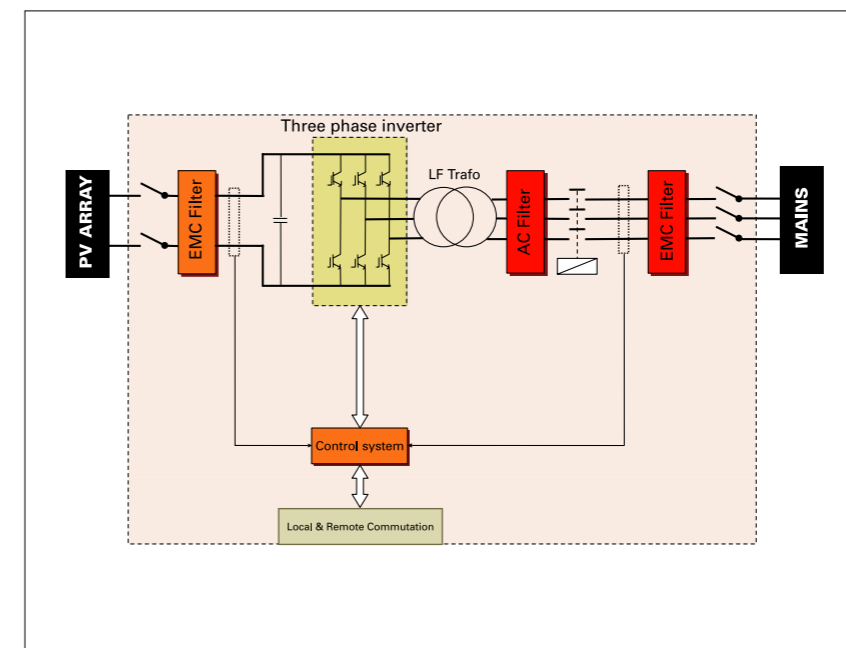 Three phase inverter
LF Trafo
PV ARRAY
EMC Filter
AC Filter
EMC Filter
MAINS
Control system
Local & Remote Commutation